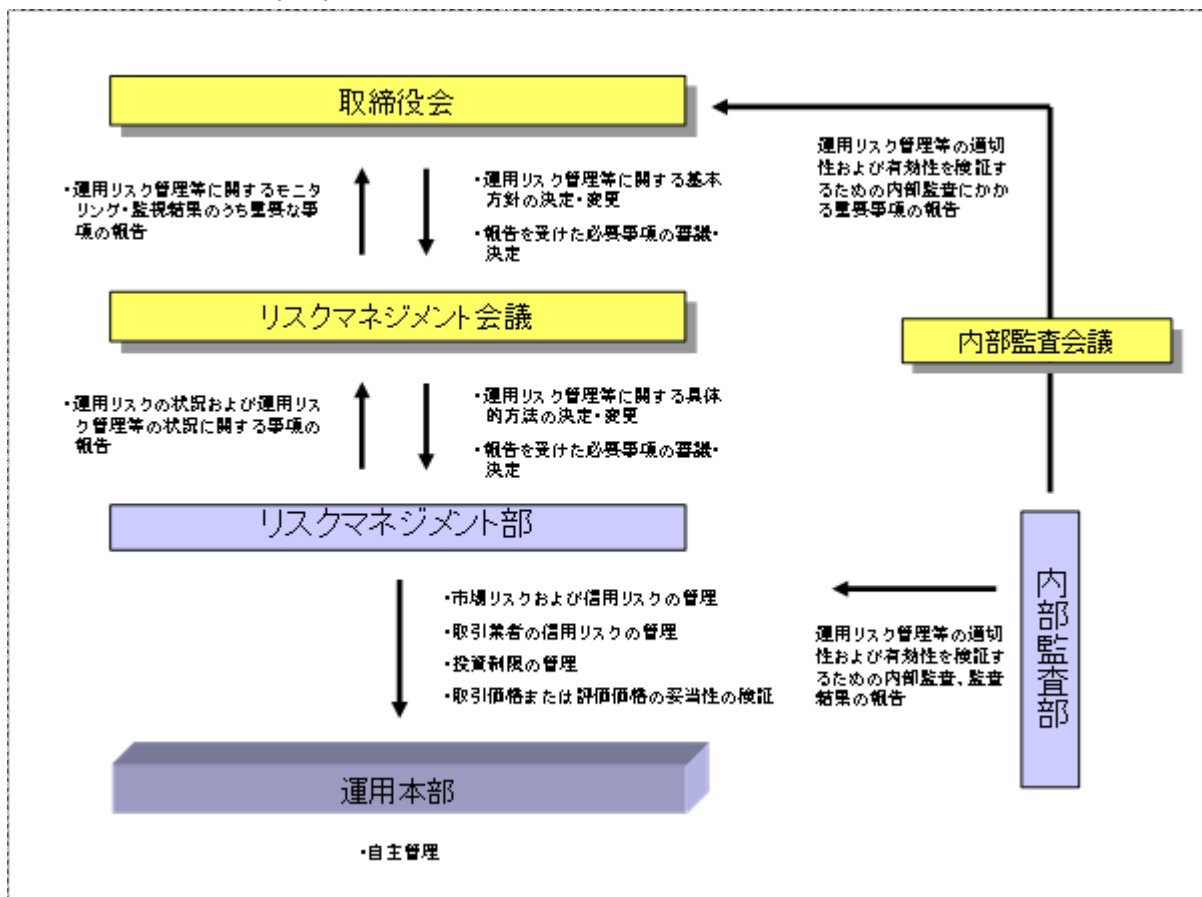 取締役会
・運用リスク管理等に関するモニタ
リング・監視結果のうち重要な事
項の報告
・運用リスク管理等に関する基本
方針の決定・変更
・報告を受けた必要事項の審議・
決定
運用リスク管理等の適切
性および有効性を検証す
るための内部監査にかか
る重要事項の報告
リスクマネジメント会議
内部監査会議
・運用リスクの状況および運用リス
ク管理等の状況に関する事項の
報告
・運用リスク管理等に関する具体
的方法の決定・変更
・報告を受けた必要事項の審議・
決定
リスクマネジメント部
内部監査部
・市場リスクおよび信用リスクの管理
・取引業者の信用リスクの管理
・投資制限の管理
・取引価格または評価価格の妥当性の検証
運用リスク管理等の適切
性および有効性を検証す
るための内部監査、監査
結果の報告
運用本部
・自主管理